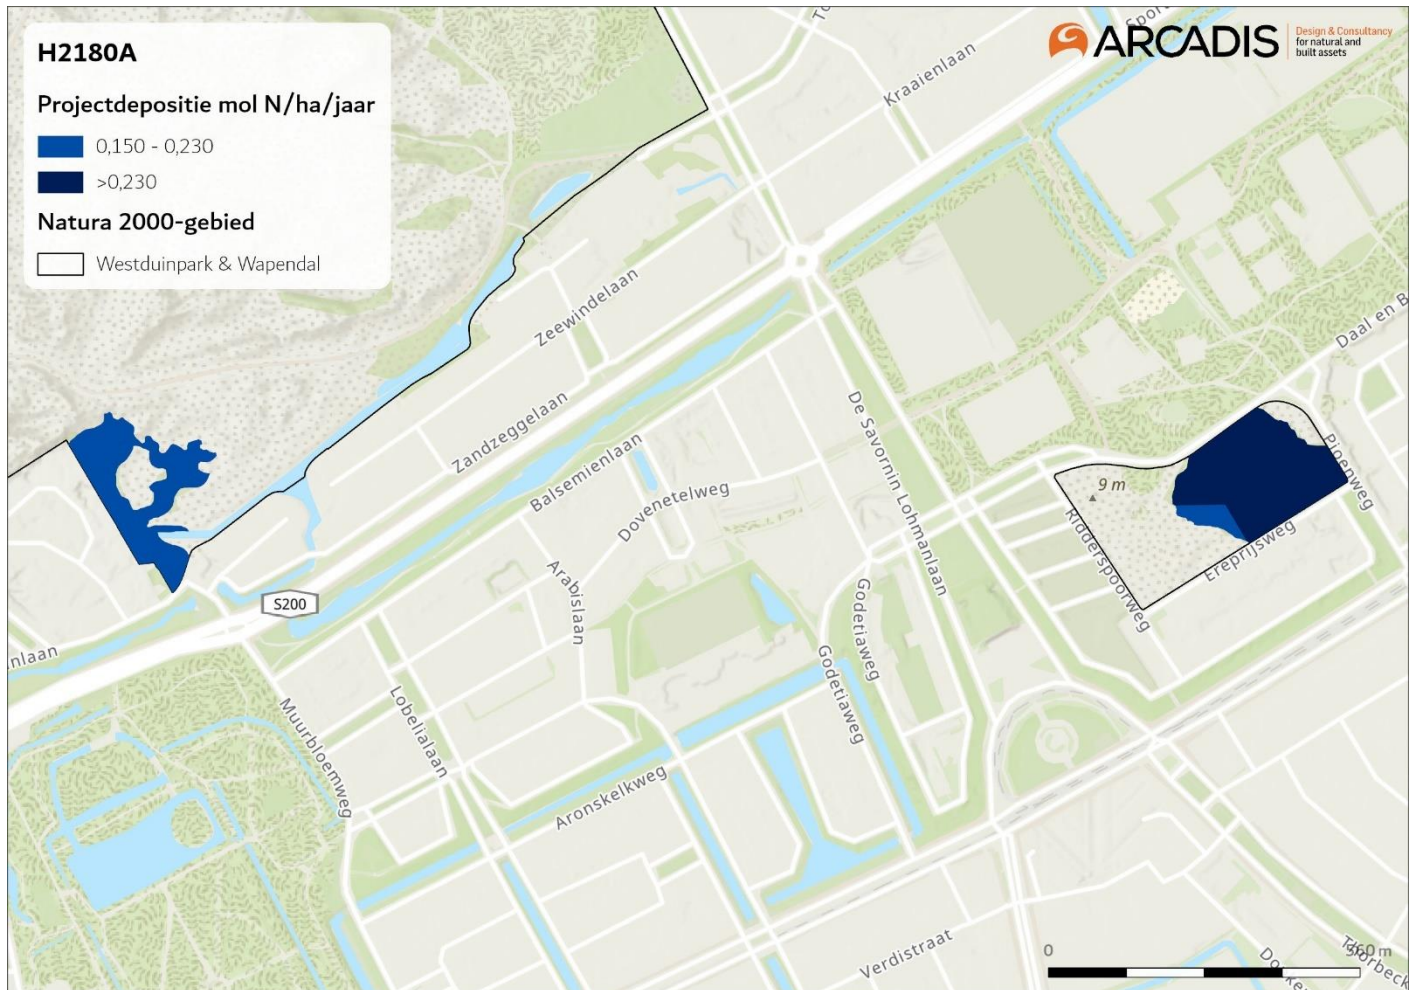 H2180A
Projectdepositie mol N/ha/jaar
0,150 - 0,230
>0,230
Natura 2000-gebied
Westduinpark & Wapendal
ARCADIS
Design & Consultancy
for natural and
built assets
Kraaienlaan
Zeewindelaan
Zandzeggelaan
Balsemienlaan
Dovenetelweg
De Savornin Lohmanlaan
Daal en B
Pioenweg
9 m
Ridderspoorweg
Ereprijsweg
Arabislaan
S200
Godetiaweg
Godetiaweg
nlaan
Muurbloemweg
Lobelialaan
Aronskelkweg
Verdistraat
0
560 m